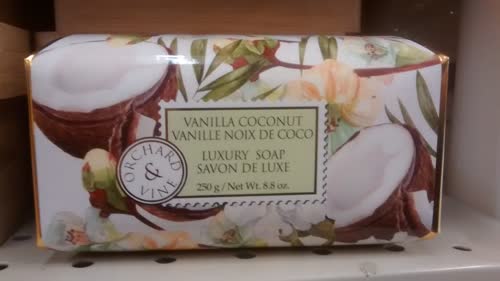 VANILLA COCONUT
VANILLE NOIX DE COCO
LUXURY SOAP
SAVON DE LUXE
250 g / Net Wt. 8.8 oz.
ORCHARD
&
VINE